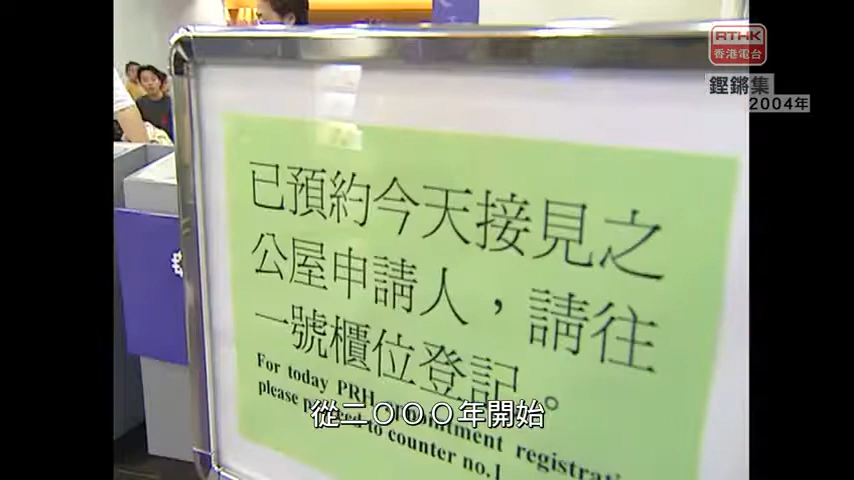 RTHK
香港電台
鏗鏘集
2004年
已預約今天接見之
公屋申請人，請往
一號櫃位登記。
For today PRH appointment registrati
please proceed to counter no.1
從二〇〇〇年開始